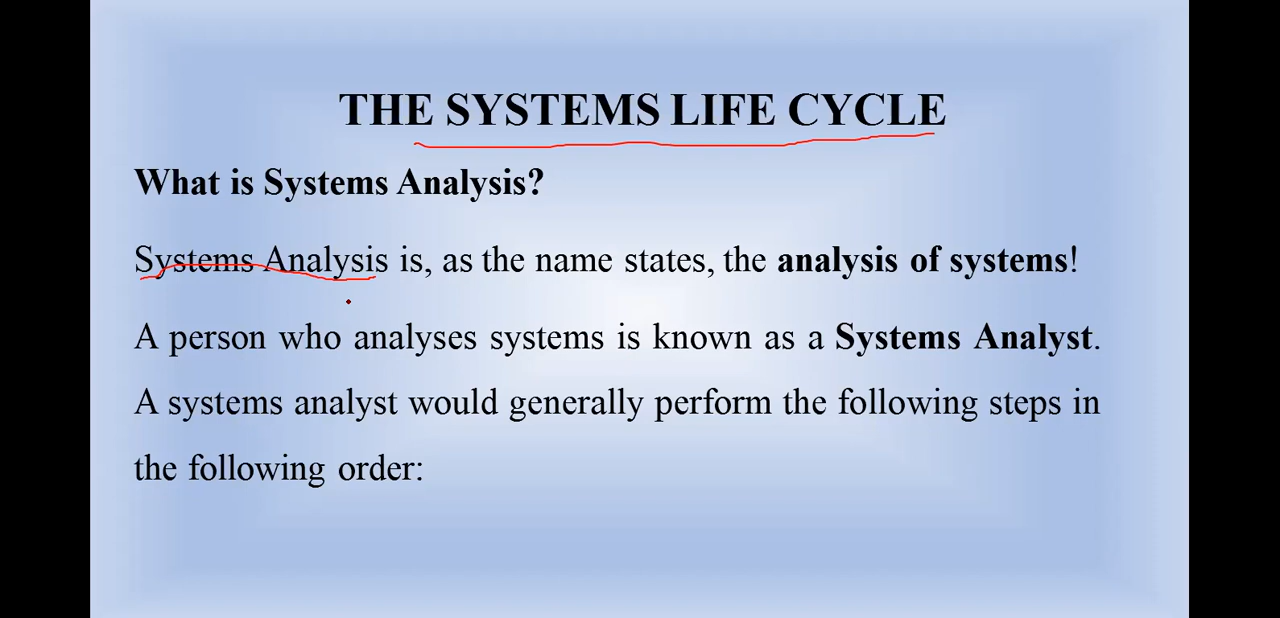 THE SYSTEMS LIFE CYCLE
What is Systems Analysis?
Systems Analysis is, as the name states, the analysis of systems!
A person who analyses systems is known as a Systems Analyst.
A systems analyst would generally perform the following steps in
the following order: